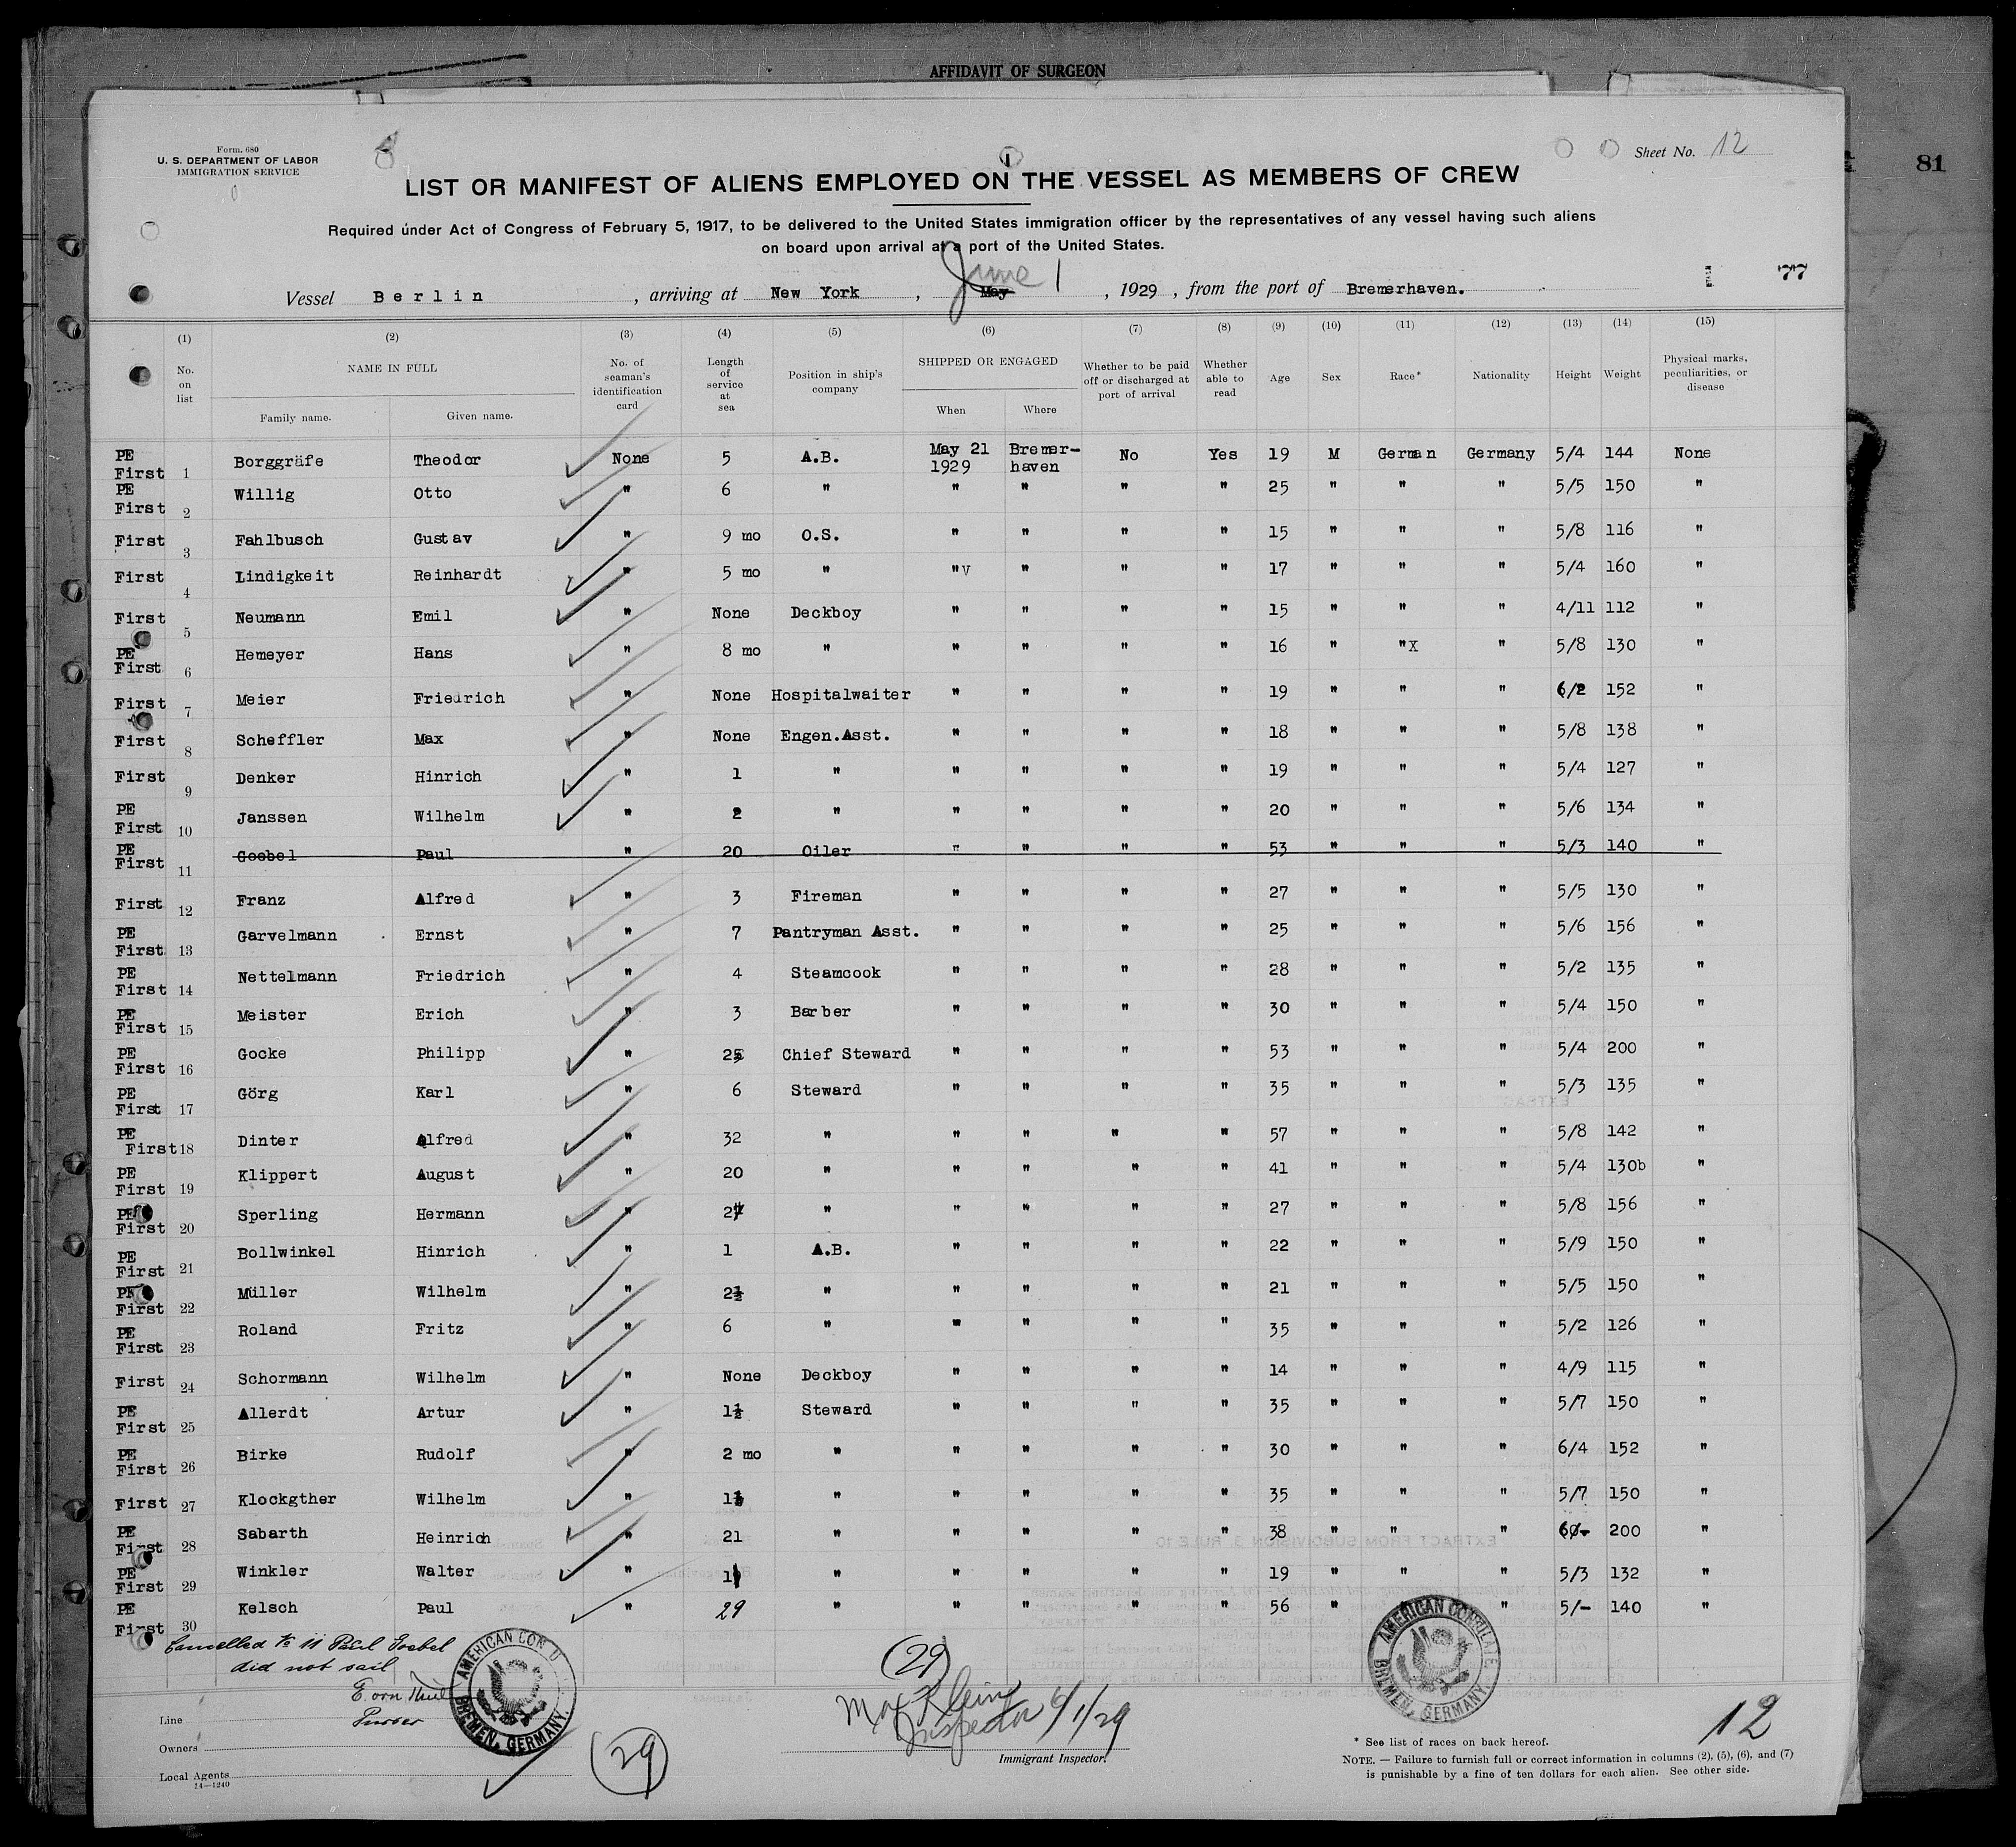 AFFIDAVIT OF SURGEON
Form. 680
U. S. DEPARTMENT OF LABOR
IMMIGRATION SERVICE
Sheet No. 12
81
LIST OR MANIFEST OF ALIENS EMPLOYED ON THE VESSEL AS MEMBERS OF CREW
Required under Act of Congress of February 5, 1917, to be delivered to the United States immigration officer by the representatives of any vessel having such aliens
on board upon arrival at a port of the United States.
77
Vessel Berlin, arriving at New York, May June 1, 1929, from the port of Bremerhaven.
(1) (2) (3) (4) (5) (6) (7) (8) (9) (10) (11) (12) (13) (14) (15)
No. on list NAME IN FULL Family name. Given name. No. of seaman's identification card Length of service at sea Position in ship's company SHIPPED OR ENGAGED When Where Whether to be paid off or discharged at port of arrival Whether able to read Age Sex Race* Nationality Height Weight Physical marks, peculiarities, or disease
PE First 1 Borggräfe Theodor None 5 A.B. May 21 1929 Bremer-haven No Yes 19 M German Germany 5/4 144 None
PE First 2 Willig Otto " 6 " " " " " 25 " " " 5/5 150 "
First 3 Fahlbusch Gustav " 9 mo O.S. " " " " 15 " " " 5/8 116 "
First 4 Lindigkeit Reinhardt " 5 mo " "V " " " 17 " " " 5/4 160 "
First 5 Neumann Emil " None Deckboy " " " " 15 " " " 4/11 112 "
PE First 6 Hemeyer Hans " 8 mo " " " " " 16 " "X " 5/8 130 "
First 7 Meier Friedrich " None Hospitalwaiter " " " " 19 " " " 6/2 152 "
First 8 Scheffler Max " None Engen.Asst. " " " " 18 " " " 5/8 138 "
First 9 Denker Hinrich " 1 " " " " " 19 " " " 5/4 127 "
PE First 10 Janssen Wilhelm " 2 " " " " " 20 " " " 5/6 134 "
PE First 11 Goebel Paul " 20 Oiler " " " " 53 " " " 5/3 140 "
First 12 Franz Alfred " 3 Fireman " " " " 27 " " " 5/5 130 "
PE First 13 Garvelmann Ernst " 7 Pantryman Asst. " " " " 25 " " " 5/6 156 "
PE First 14 Nettelmann Friedrich " 4 Steamcook " " " " 28 " " " 5/2 135 "
PE First 15 Meister Erich " 3 Barber " " " " 30 " " " 5/4 150 "
PE First 16 Gocke Philipp " 25 Chief Steward " " " " 53 " " " 5/4 200 "
PE First 17 Görg Karl " 6 Steward " " " " 35 " " " 5/3 135 "
PE First 18 Dinter Alfred " 32 " " " " " 57 " " " 5/8 142 "
PE First 19 Klippert August " 20 " " " " " 41 " " " 5/4 130b "
PE First 20 Sperling Hermann " " " " " " 27 " " " 5/8 156 "
PE First 21 Bollwinkel Hinrich " 1 A.B. " " " " 22 " " " 5/9 150 "
PE First 22 Müller Wilhelm " 2½ " " " " " 21 " " " 5/5 150 "
PE First 23 Roland Fritz " 6 " " " " " 35 " " " 5/2 126 "
First 24 Schormann Wilhelm " None Deckboy " " " " 14 " " " 4/9 115 "
PE First 25 Allerdt Artur " 1½ Steward " " " " 35 " " " 5/7 150 "
PE First 26 Birke Rudolf " 2 mo " " " " " 30 " " " 6/4 152 "
First 27 Klockgther Wilhelm " " " " " " 35 " " " 5/7 150 "
PE First 28 Sabarth Heinrich " 21 " " " " " 38 " " " 200 "
PE First 29 Winkler Walter " " " " " " 19 " " " 5/3 132 "
PE First 30 Kelsch Paul " 29 " " " " " 56 " " " 5/- 140 "
Cancelled No 11 Paul Goebel
did not sail
Purser
AMERICAN CONSULATE BREMEN, GERMANY.
AMERICAN CONSULATE BREMEN, GERMANY.
(29)
Max Klein
Inspector 6/1/29
Immigrant Inspector.
Line
Owners
Local Agents
14—1240
29
12
* See list of races on back hereof.
NOTE. — Failure to furnish full or correct information in columns (2), (5), (6), and (7)
is punishable by a fine of ten dollars for each alien. See other side.